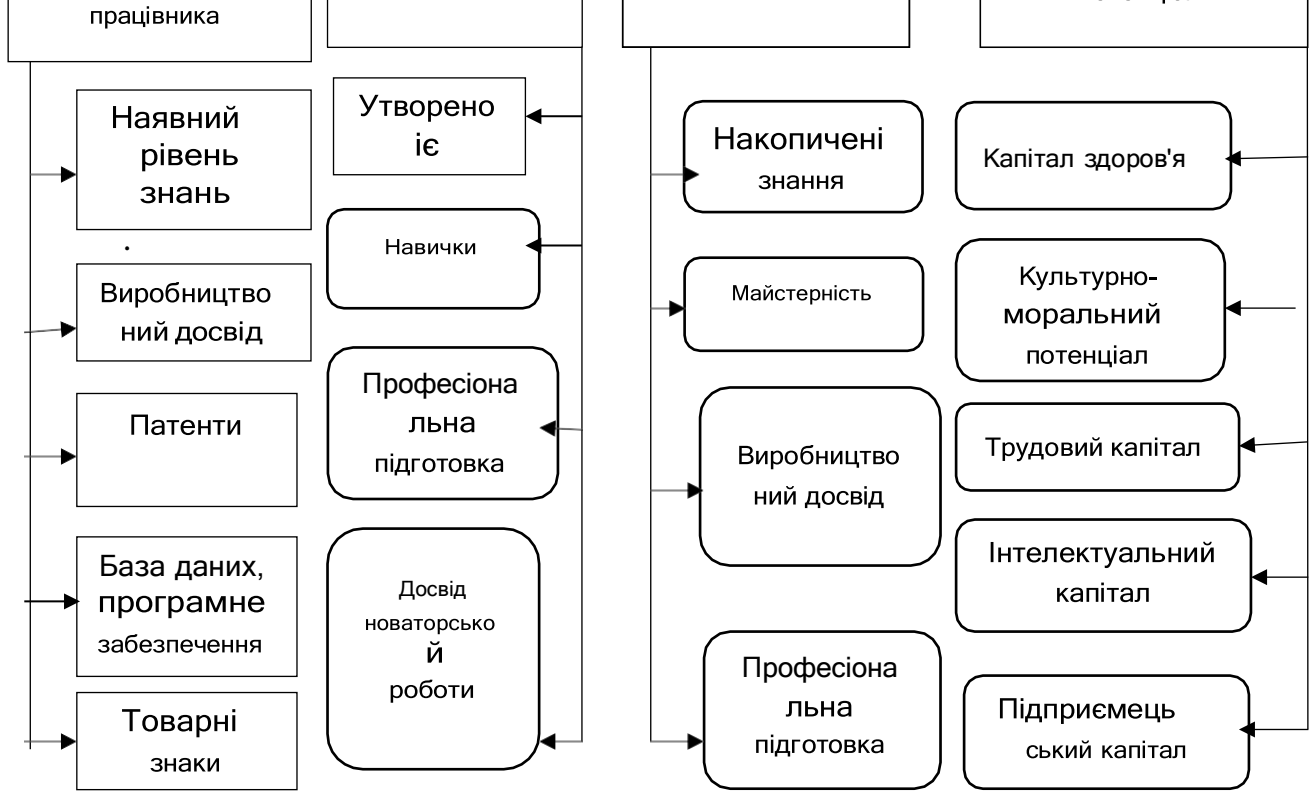 працівника
Наявний
рівень
знань
.
Виробництво
ний досвід
Патенти
База даних,
програмне
забезпечення
Товарні
знаки
Утворено
іє
Навички
Професіона
льна
підготовка
Досвід
новаторсько
й
роботи
Накопичені
знання
Майстерність
Виробництво
ний досвід
Професіона
льна
підготовка
Капітал здоров'я
Культурно-
моральний
потенціал
Трудовий капітал
Інтелектуальний
капітал
Підприємець
ський капітал